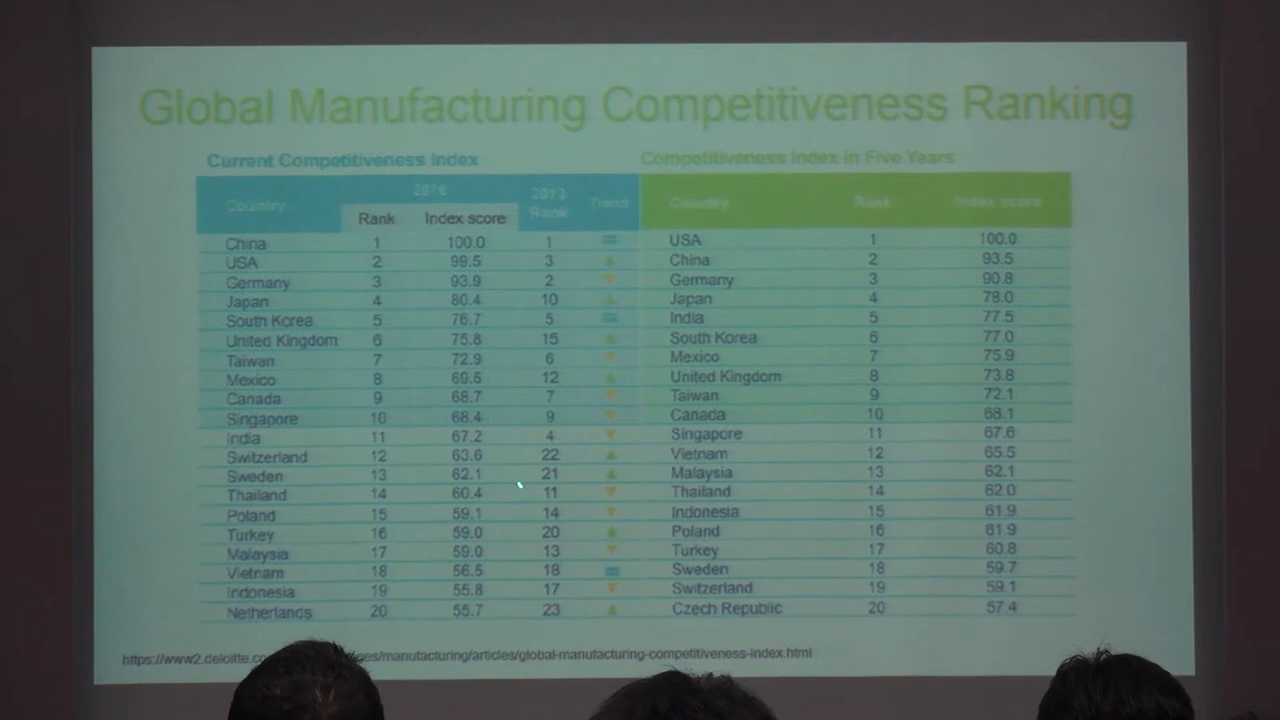 Global Manufacturing Competitiveness Ranking
Current Competitiveness Index Competitiveness Index in Five Years
Country 2016 2013 Rank Trend Country Rank Index score
Rank Index score
China 1 100.0 1 USA 1 100.0
USA 2 99.5 3 China 2 93.5
Germany 3 93.9 2 Germany 3 90.8
Japan 4 80.4 10 Japan 4 78.0
South Korea 5 76.7 5 India 5 77.5
United Kingdom 6 75.8 15 South Korea 6 77.0
Taiwan 7 72.9 6 Mexico 7 75.9
Mexico 8 69.5 12 United Kingdom 8 73.8
Canada 9 68.7 7 Taiwan 9 72.1
Singapore 10 68.4 9 Canada 10 68.1
India 11 67.2 4 Singapore 11 67.6
Switzerland 12 63.6 22 Vietnam 12 65.5
Sweden 13 62.1 21 Malaysia 13 62.1
Thailand 14 60.4 11 Thailand 14 62.0
Poland 15 59.1 14 Indonesia 15 61.9
Turkey 16 59.0 20 Poland 16 61.9
Malaysia 17 59.0 13 Turkey 17 60.8
Vietnam 18 56.5 18 Sweden 18 59.7
Indonesia 19 55.8 17 Switzerland 19 59.1
Netherlands 20 55.7 23 Czech Republic 20 57.4
https://www2.deloitte.co es/manufacturing/articles/global-manufacturing-competitiveness-index.html